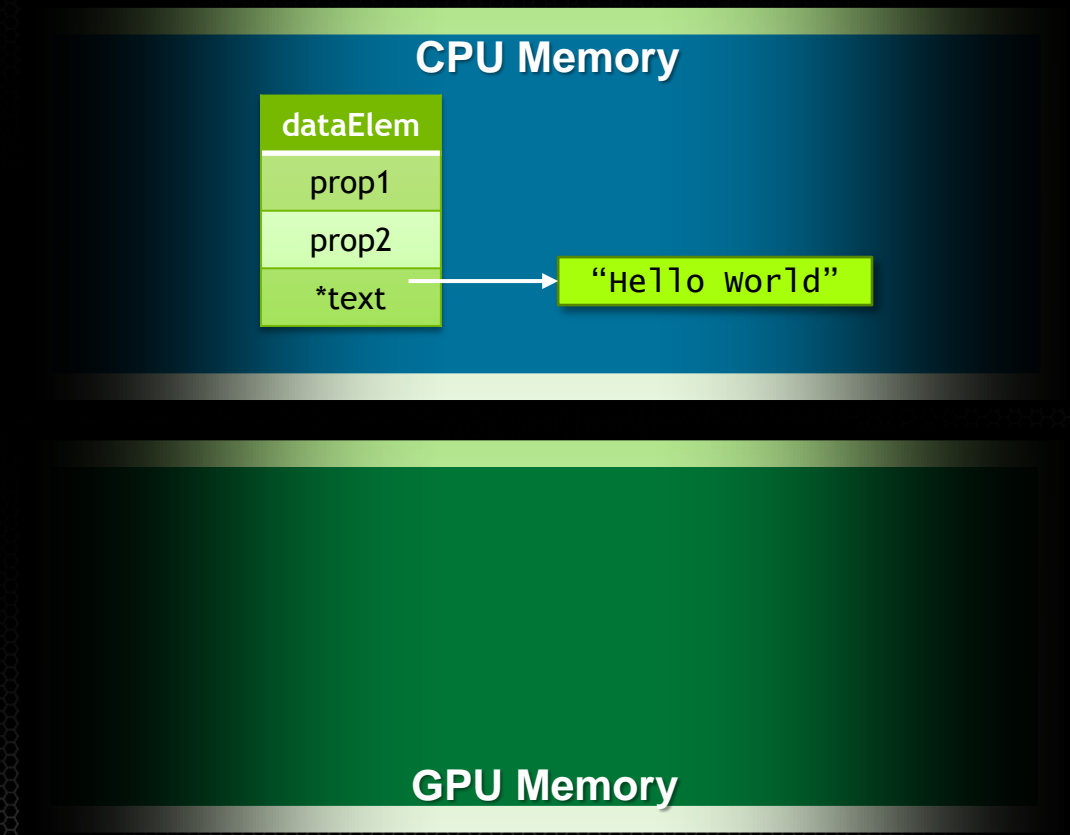 CPU Memory
dataElem
prop1
prop2
*text
“Hello World”
GPU Memory